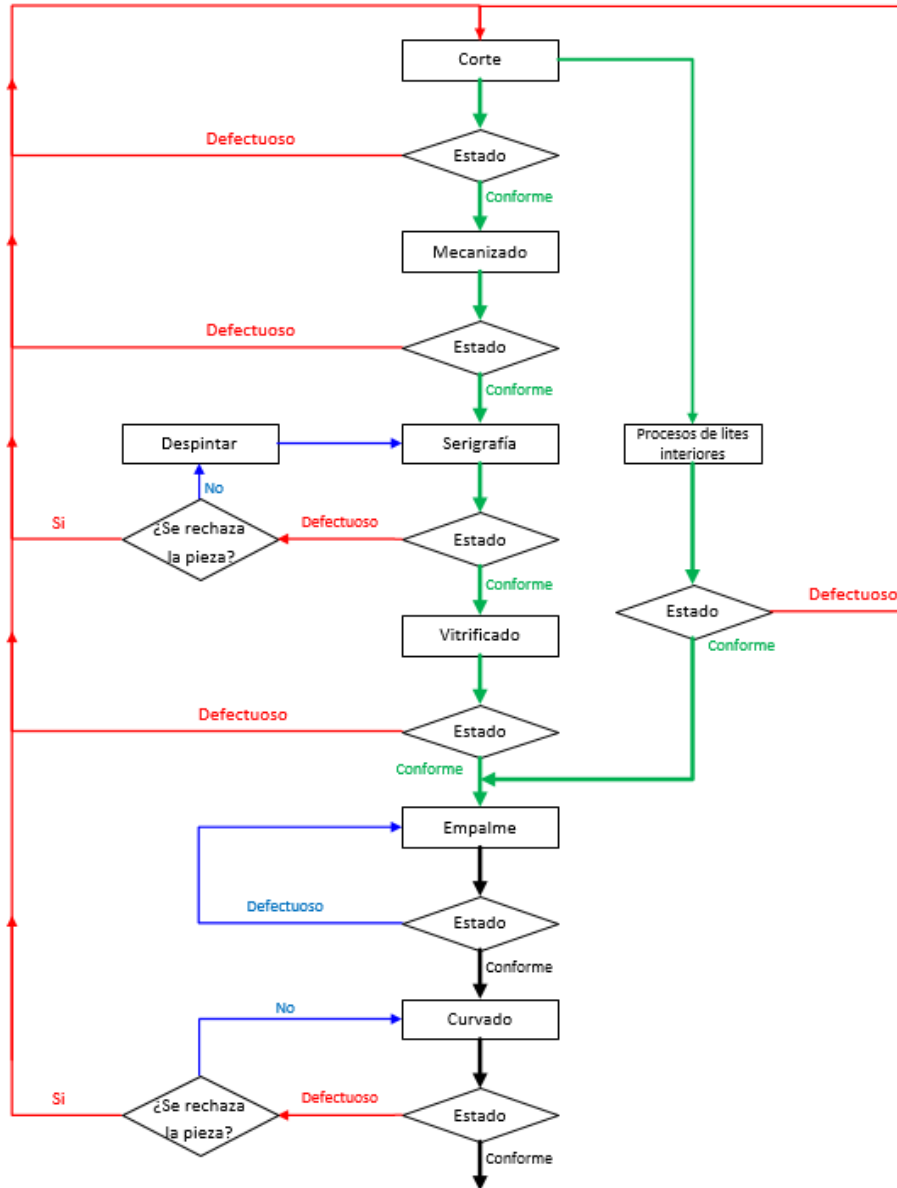 Corte
Defectuoso
Estado
Conforme
Mecanizado
Defectuoso
Estado
Conforme
Despintar
Serigrafía
Procesos de lites
interiores
No
Si
¿Se rechaza
la pieza?
Defectuoso
Estado
Conforme
Defectuoso
Estado
Conforme
Vitrificado
Defectuoso
Estado
Conforme
Empalme
Defectuoso
Estado
Conforme
No
Curvado
Si
¿Se rechaza
la pieza?
Defectuoso
Estado
Conforme